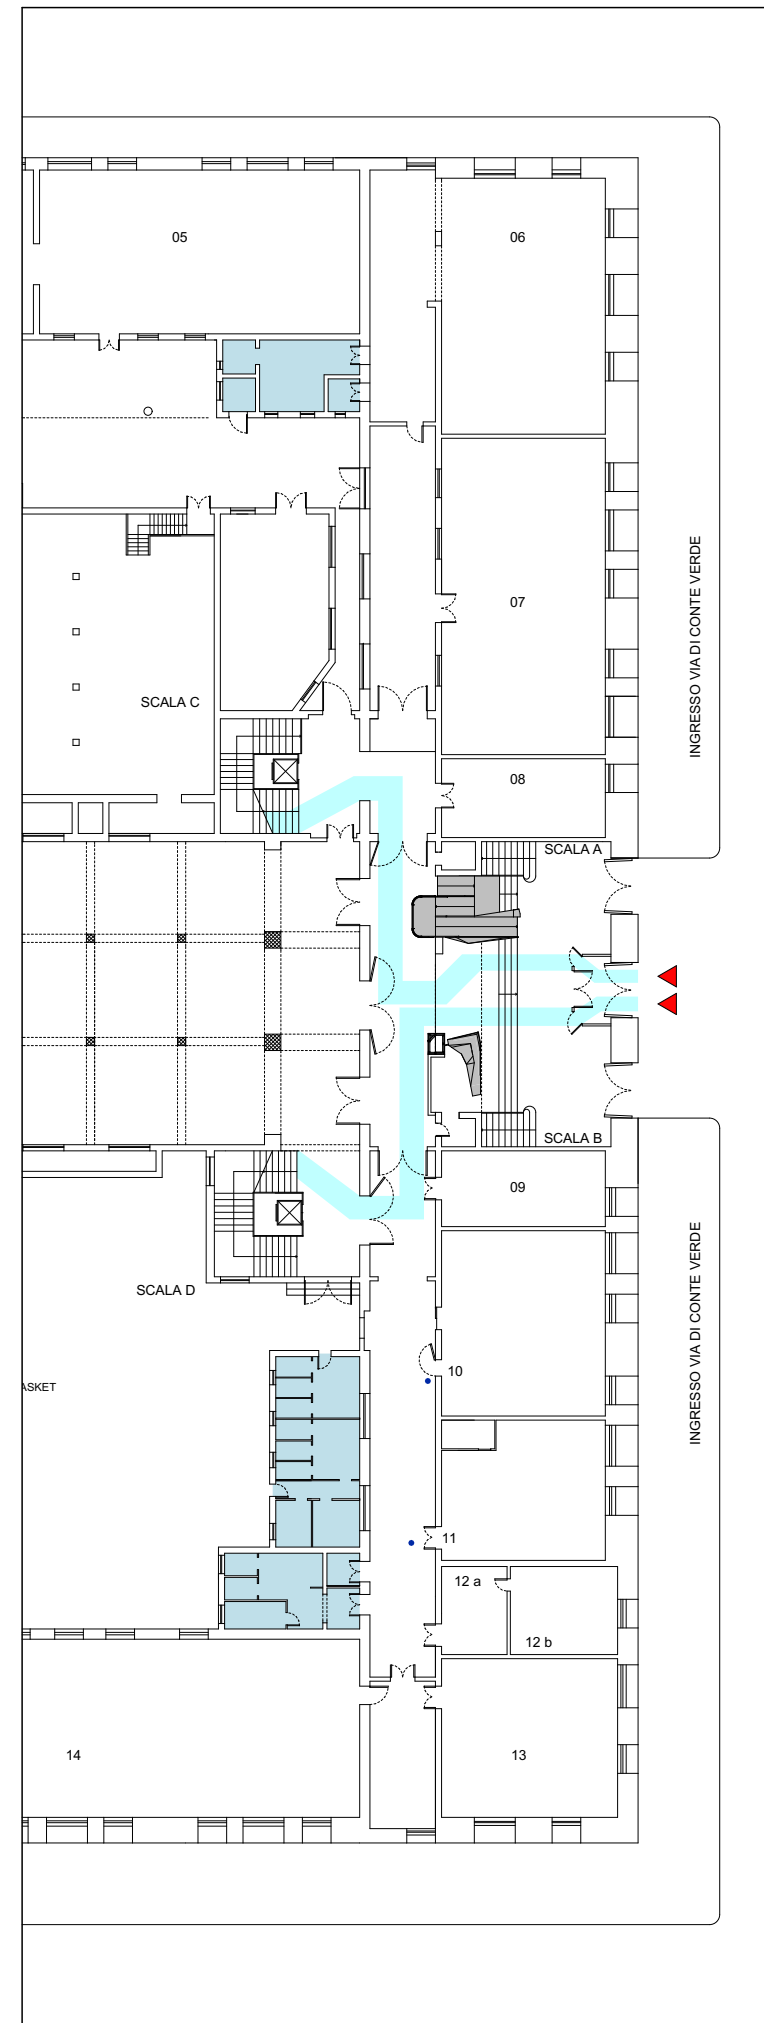 05
06
INGRESSO VIA DI CONTE VERDE
07
SCALA C
08
SCALA A
SCALA B
09
INGRESSO VIA DI CONTE VERDE
SCALA D
10
ASKET
11
12 a
12 b
14
13